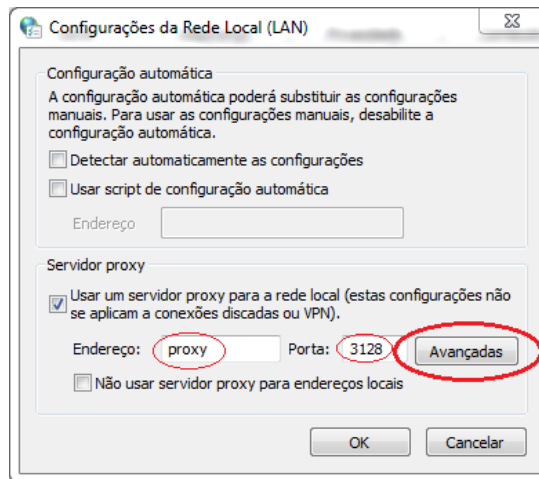 Configurações da Rede Local (LAN)
Configuração automática
A configuração automática poderá substituir as configurações
manuais. Para usar as configurações manuais, desabilite a
configuração automática.
Detectar automaticamente as configurações
Usar script de configuração automática
Endereço
Servidor proxy
Usar um servidor proxy para a rede local (estas configurações não
se aplicam a conexões discadas ou VPN).
Endereço: proxy Porta: 3128 Avançadas
Não usar servidor proxy para endereços locais
OK Cancelar